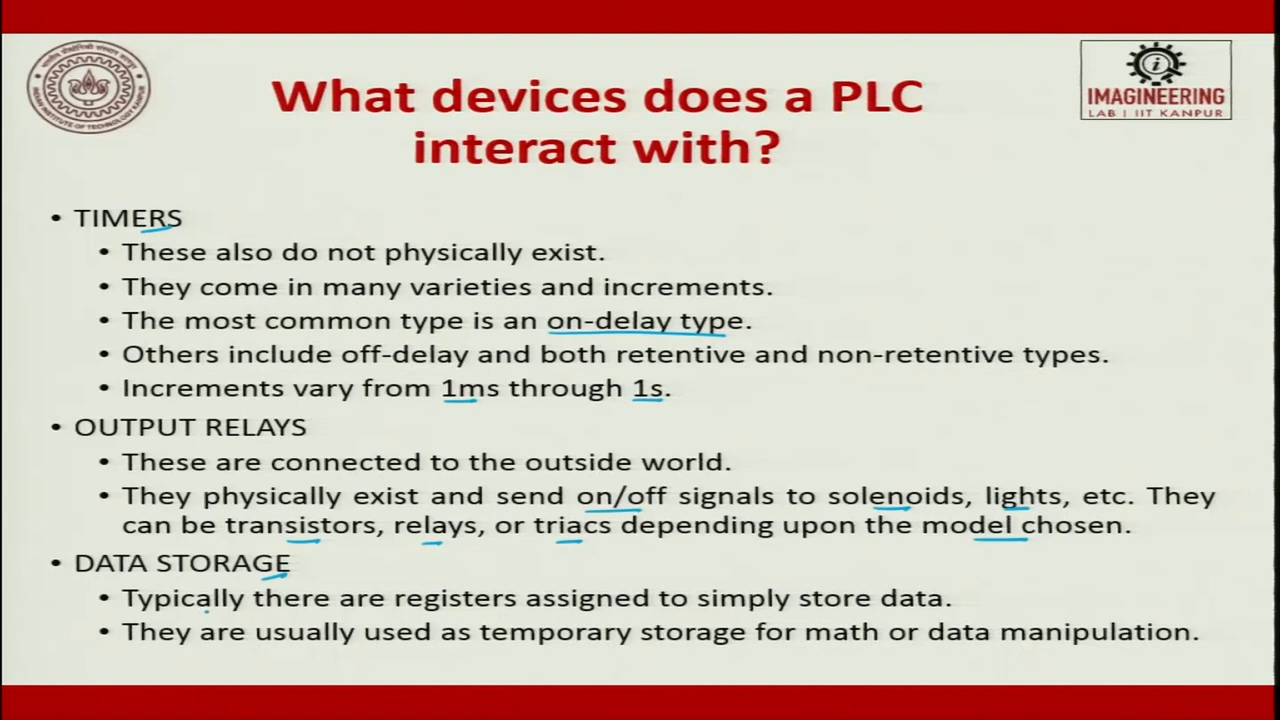 What devices does a PLC
interact with?
IMAGINEERING
LAB | IIT KANPUR
• TIMERS
• These also do not physically exist.
• They come in many varieties and increments.
• The most common type is an on-delay type.
• Others include off-delay and both retentive and non-retentive types.
• Increments vary from 1ms through 1s.
• OUTPUT RELAYS
• These are connected to the outside world.
• They physically exist and send on/off signals to solenoids, lights, etc. They
can be transistors, relays, or triacs depending upon the model chosen.
• DATA STORAGE
• Typically there are registers assigned to simply store data.
• They are usually used as temporary storage for math or data manipulation.